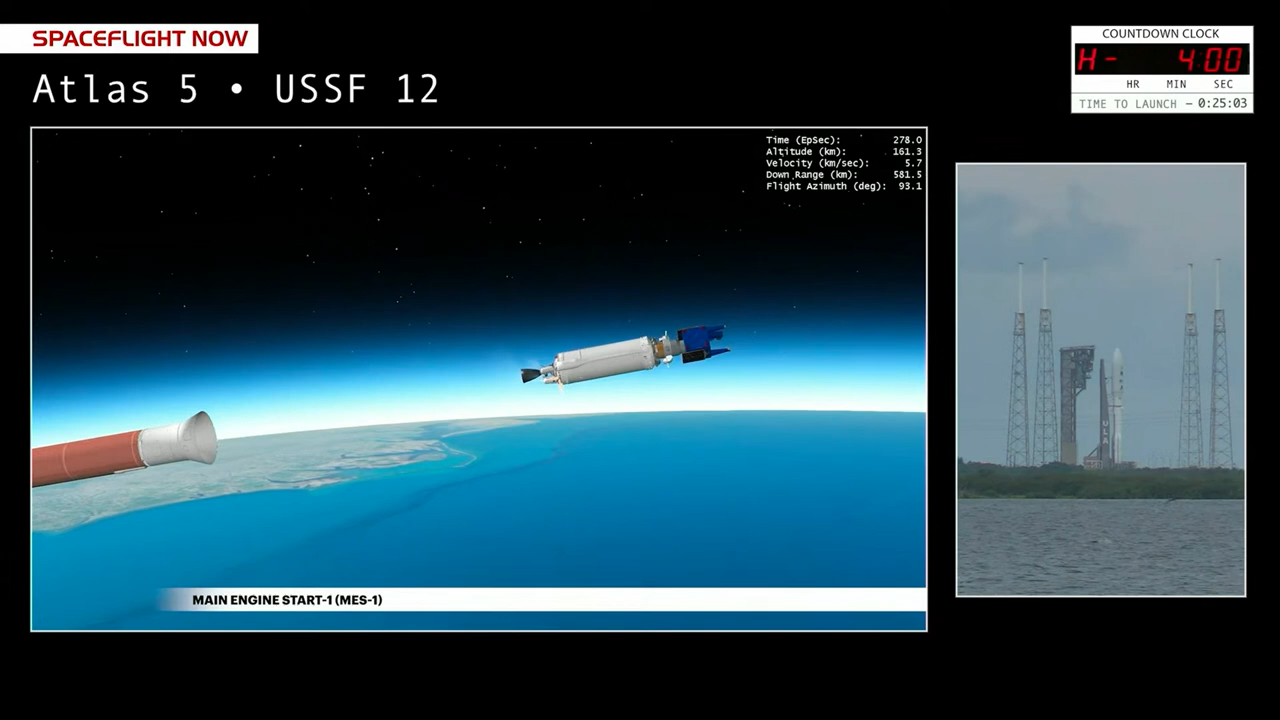 SPACEFLIGHT NOW
Atlas 5 • USSF 12
COUNTDOWN CLOCK
H - 4:00
HR MIN SEC
TIME TO LAUNCH – 0:25:03
Time (EpSec): 278.0
Altitude (km): 161.3
Velocity (km/sec): 5.7
Down Range (km): 581.5
Flight Azimuth (deg): 93.1
ULA
MAIN ENGINE START-1 (MES-1)